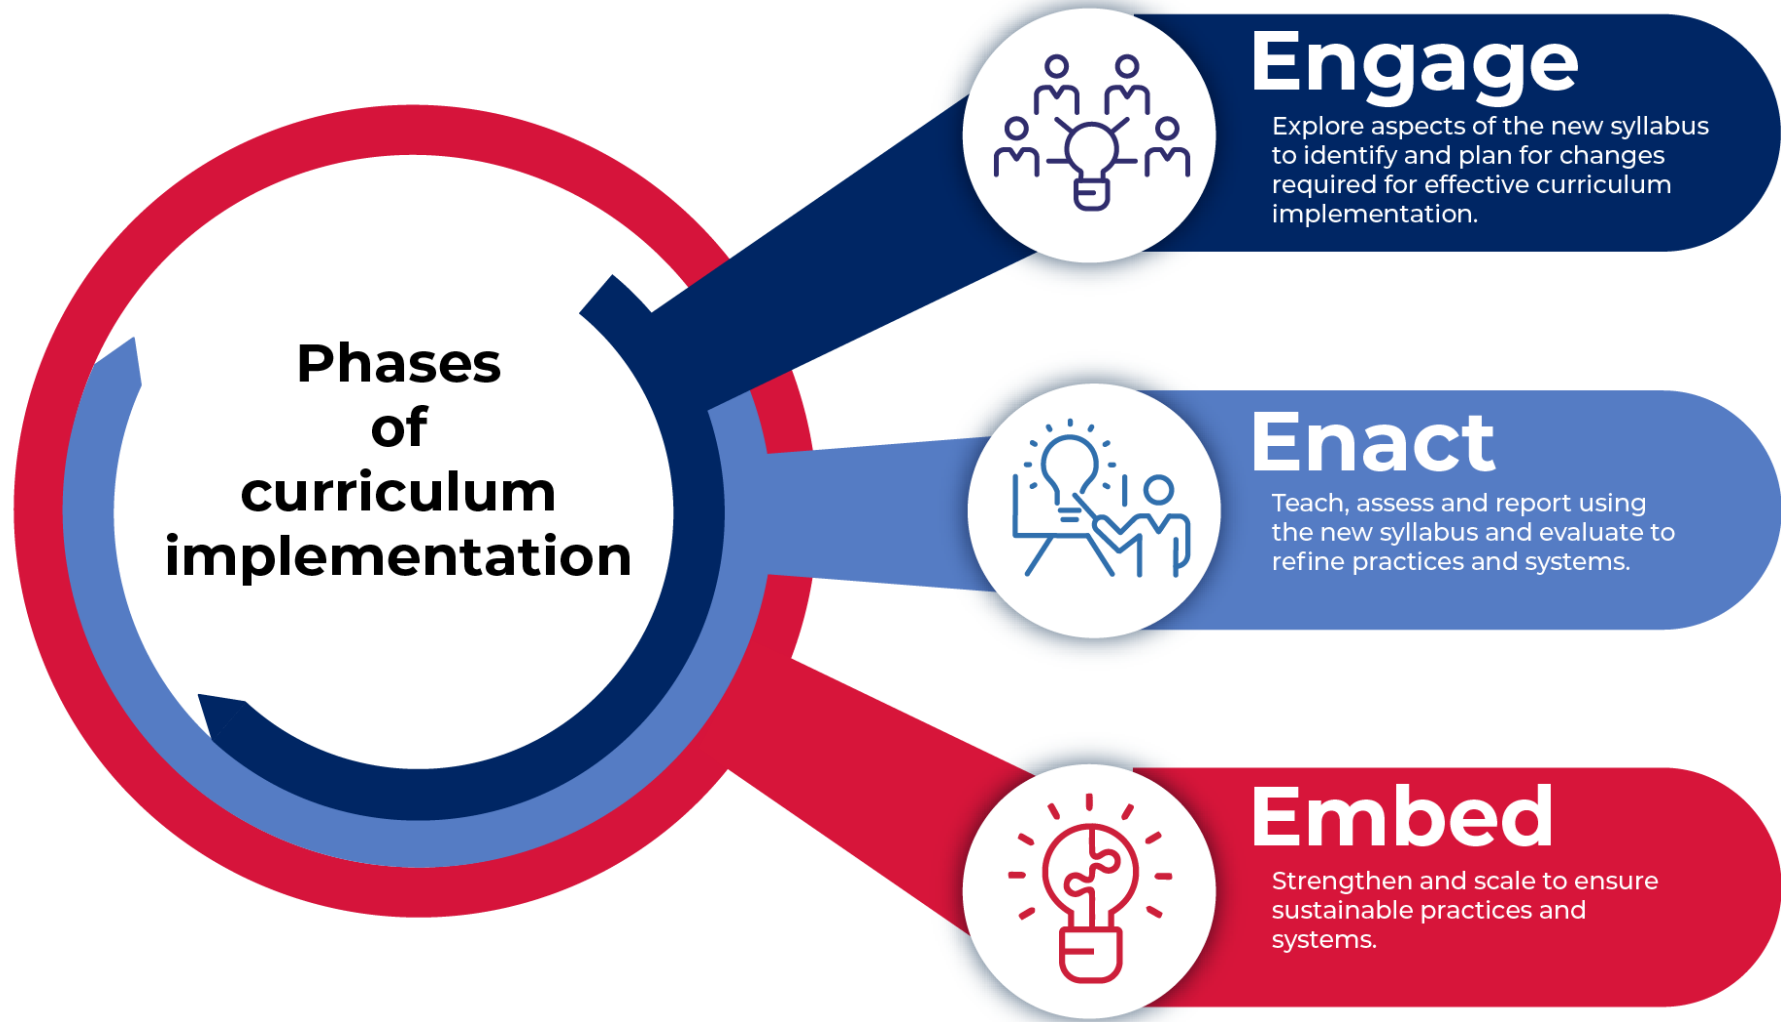 Phases
of
curriculum
implementation
Engage
Explore aspects of the new syllabus
to identify and plan for changes
required for effective curriculum
implementation.
Enact
Teach, assess and report using
the new syllabus and evaluate to
refine practices and systems.
Embed
Strengthen and scale to ensure
sustainable practices and
systems.